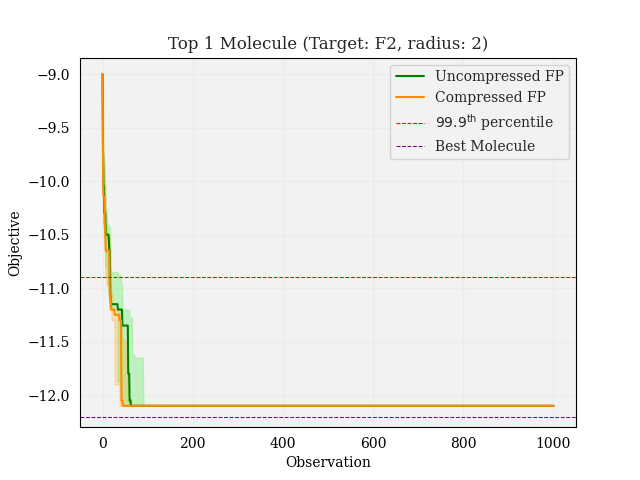 Top 1 Molecule (Target: F2, radius: 2)
Uncompressed FP
Compressed FP
99.9th percentile
Best Molecule
Objective
−9.0
−9.5
−10.0
−10.5
−11.0
−11.5
−12.0
0 200 400 600 800 1000
Observation